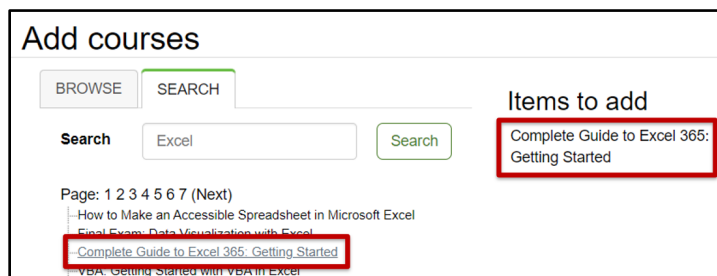 Add courses
BROWSE
SEARCH
Search
Excel
Search
Page: 1 2 3 4 5 6 7 (Next)
How to Make an Accessible Spreadsheet in Microsoft Excel
Final Exam: Data Visualization with Excel
Complete Guide to Excel 365: Getting Started
VBA: Getting Started with VBA in Excel
Items to add
Complete Guide to Excel 365:
Getting Started